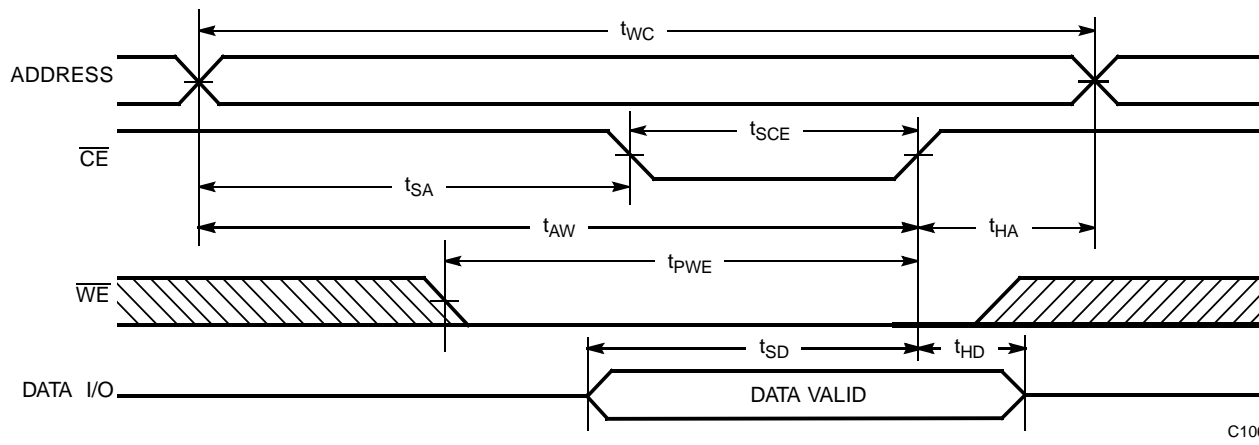 tWC
ADDRESS
tSCE
CE
tSA
tAW
tHA
tPWE
WE
tSD
tHD
DATA I/O
DATA VALID